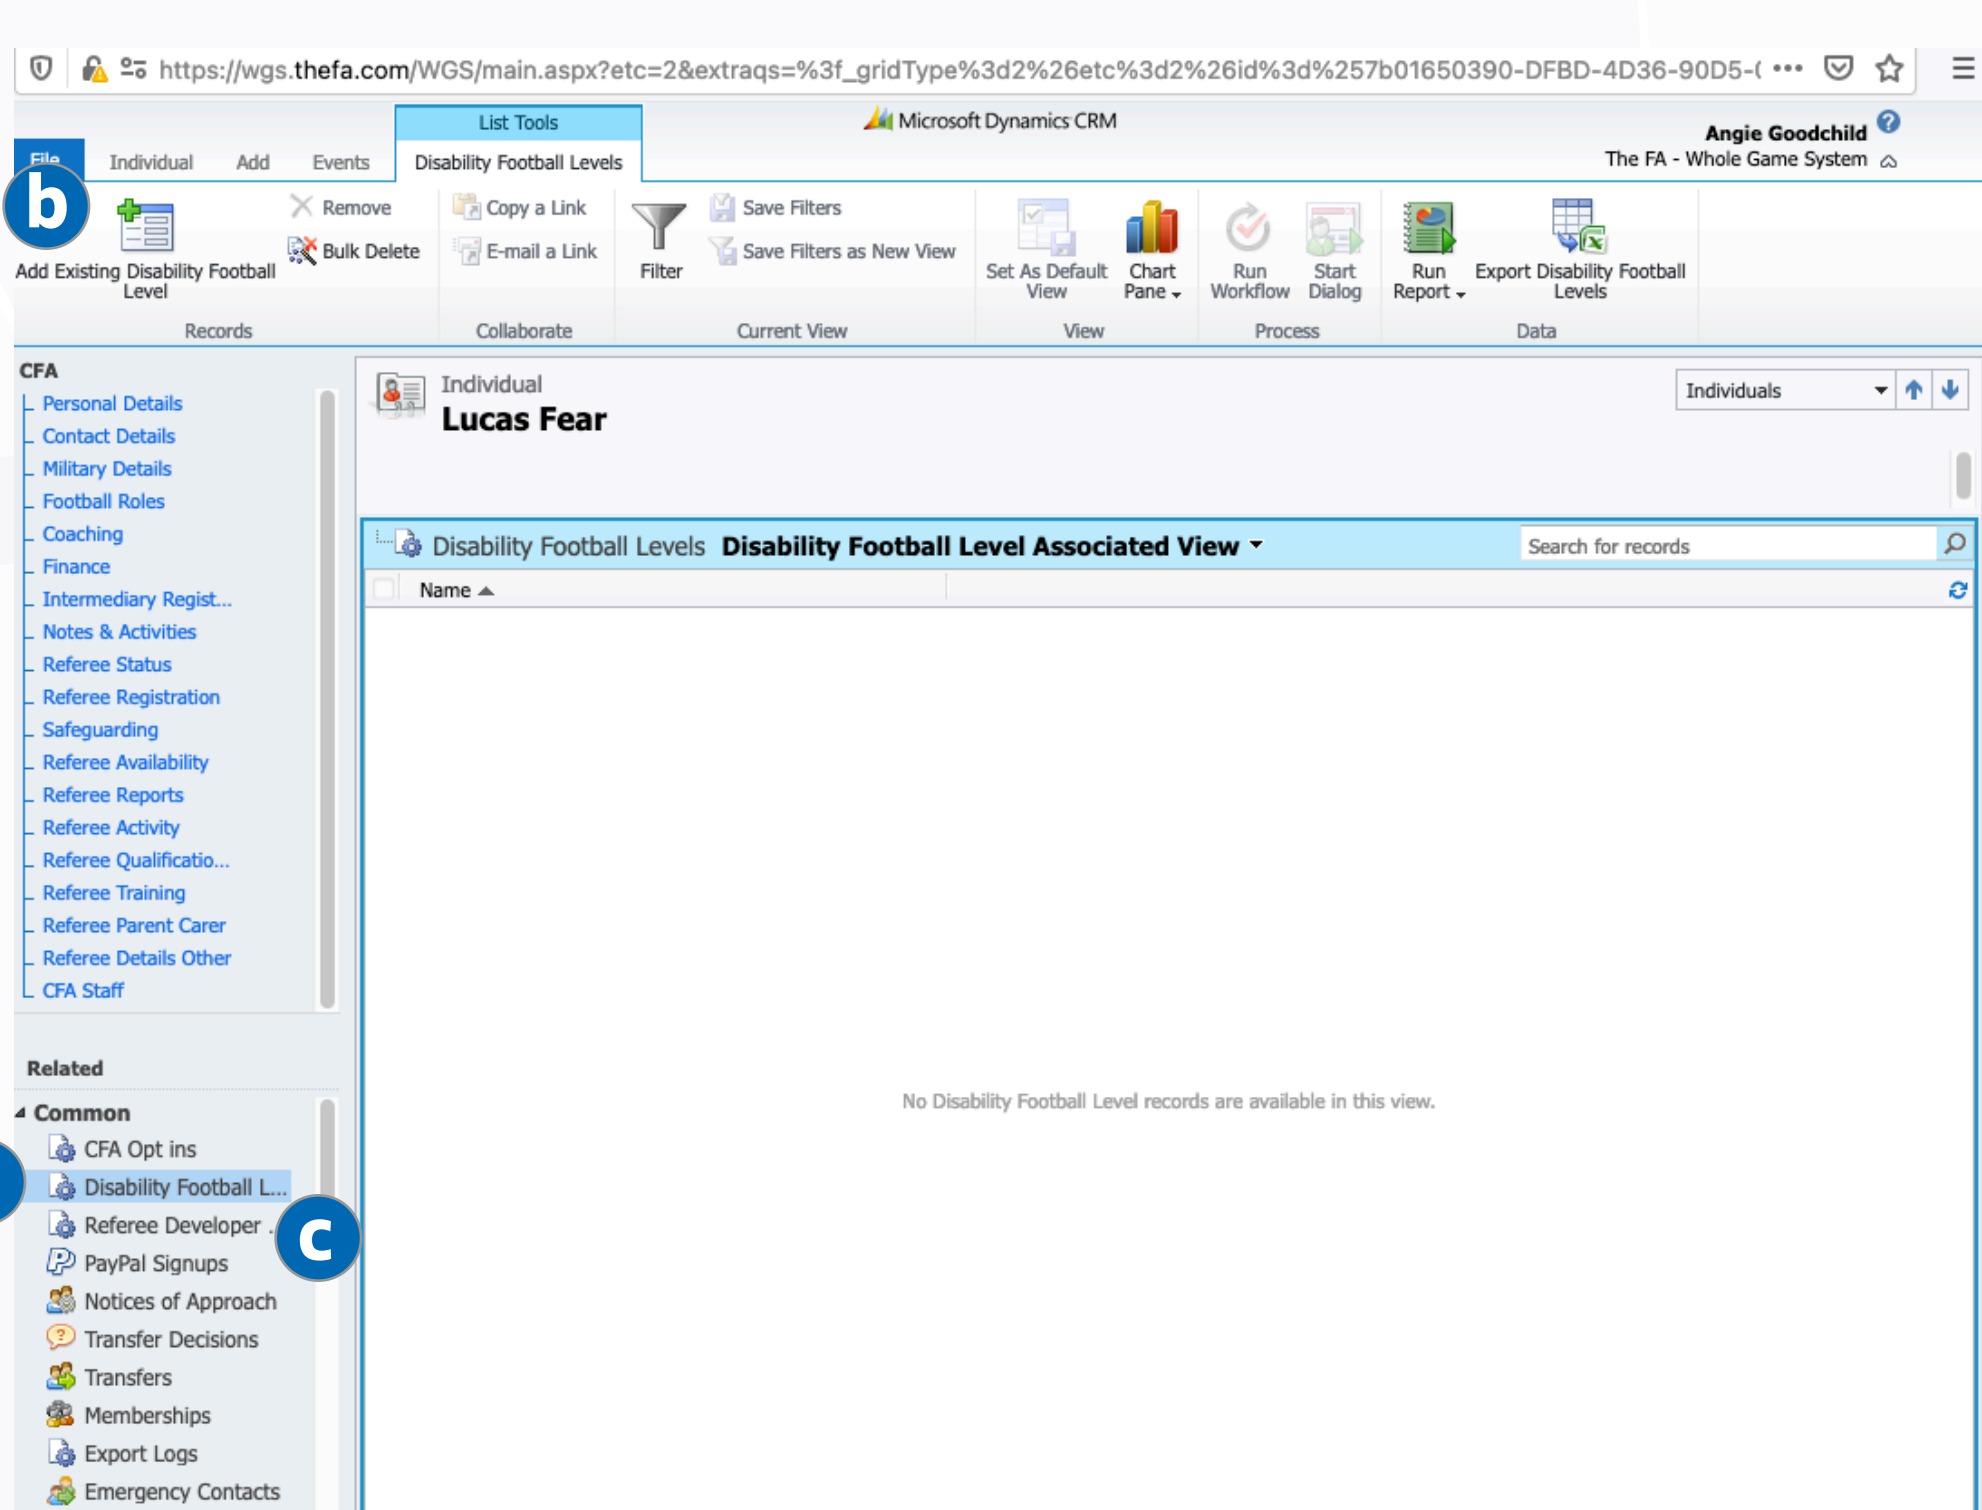 https://wgs.thefa.com/WGS/main.aspx?etc=2&extraqs=%3f_gridType%3d2%26etc%3d2%26id%3d%257b01650390-DFBD-4D36-90D5-(
List Tools
Microsoft Dynamics CRM
Angie Goodchild
The FA - Whole Game System
File
Individual
Add
Events
Disability Football Levels
b
Add Existing Disability Football
Level
Remove
Bulk Delete
Copy a Link
E-mail a Link
Filter
Save Filters
Save Filters as New View
Set As Default
View
Chart
Pane
Run
Workflow
Start
Dialog
Run
Report
Export Disability Football
Levels
Records
Collaborate
Current View
View
Process
Data
CFA
Personal Details
Contact Details
Military Details
Football Roles
Coaching
Finance
Intermediary Regist...
Notes & Activities
Referee Status
Referee Registration
Safeguarding
Referee Availability
Referee Reports
Referee Activity
Referee Qualificatio...
Referee Training
Referee Parent Carer
Referee Details Other
CFA Staff
Individual
Lucas Fear
Individuals
Disability Football Levels Disability Football Level Associated View
Search for records
Name
No Disability Football Level records are available in this view.
Related
Common
CFA Opt ins
Disability Football L...
Referee Developer .
c
PayPal Signups
Notices of Approach
Transfer Decisions
Transfers
Memberships
Export Logs
Emergency Contacts